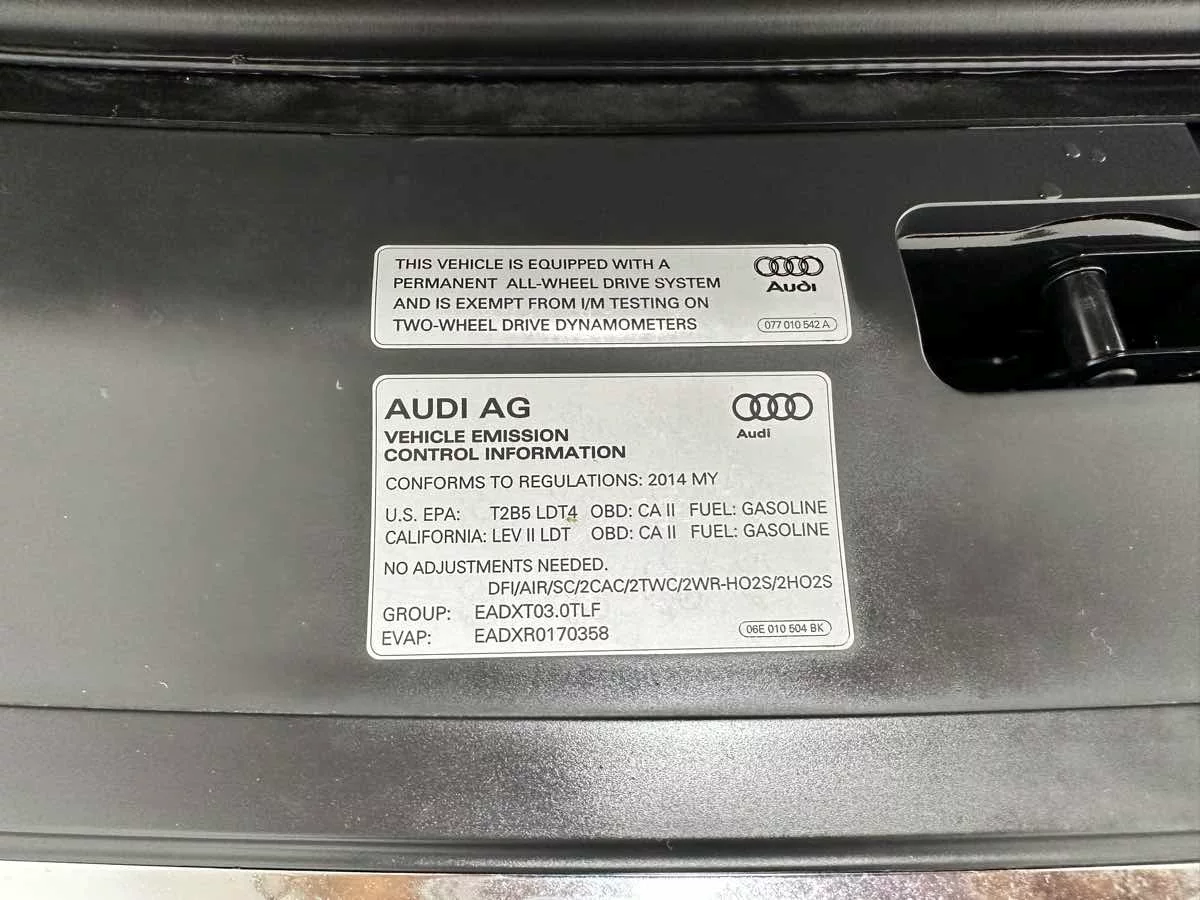 THIS VEHICLE IS EQUIPPED WITH A
PERMANENT ALL-WHEEL DRIVE SYSTEM
AND IS EXEMPT FROM I/M TESTING ON
TWO-WHEEL DRIVE DYNAMOMETERS
Audi
077 010 542 A
AUDI AG
Audi
VEHICLE EMISSION
CONTROL INFORMATION
CONFORMS TO REGULATIONS: 2014 MY
U.S. EPA: T2B5 LDT4 OBD: CA II FUEL: GASOLINE
CALIFORNIA: LEV II LDT OBD: CA II FUEL: GASOLINE
NO ADJUSTMENTS NEEDED.
DFI/AIR/SC/2CAC/2TWC/2WR-HO2S/2HO2S
GROUP: EADXT03.0TLF
EVAP: EADXR0170358
06E 010 504 BK